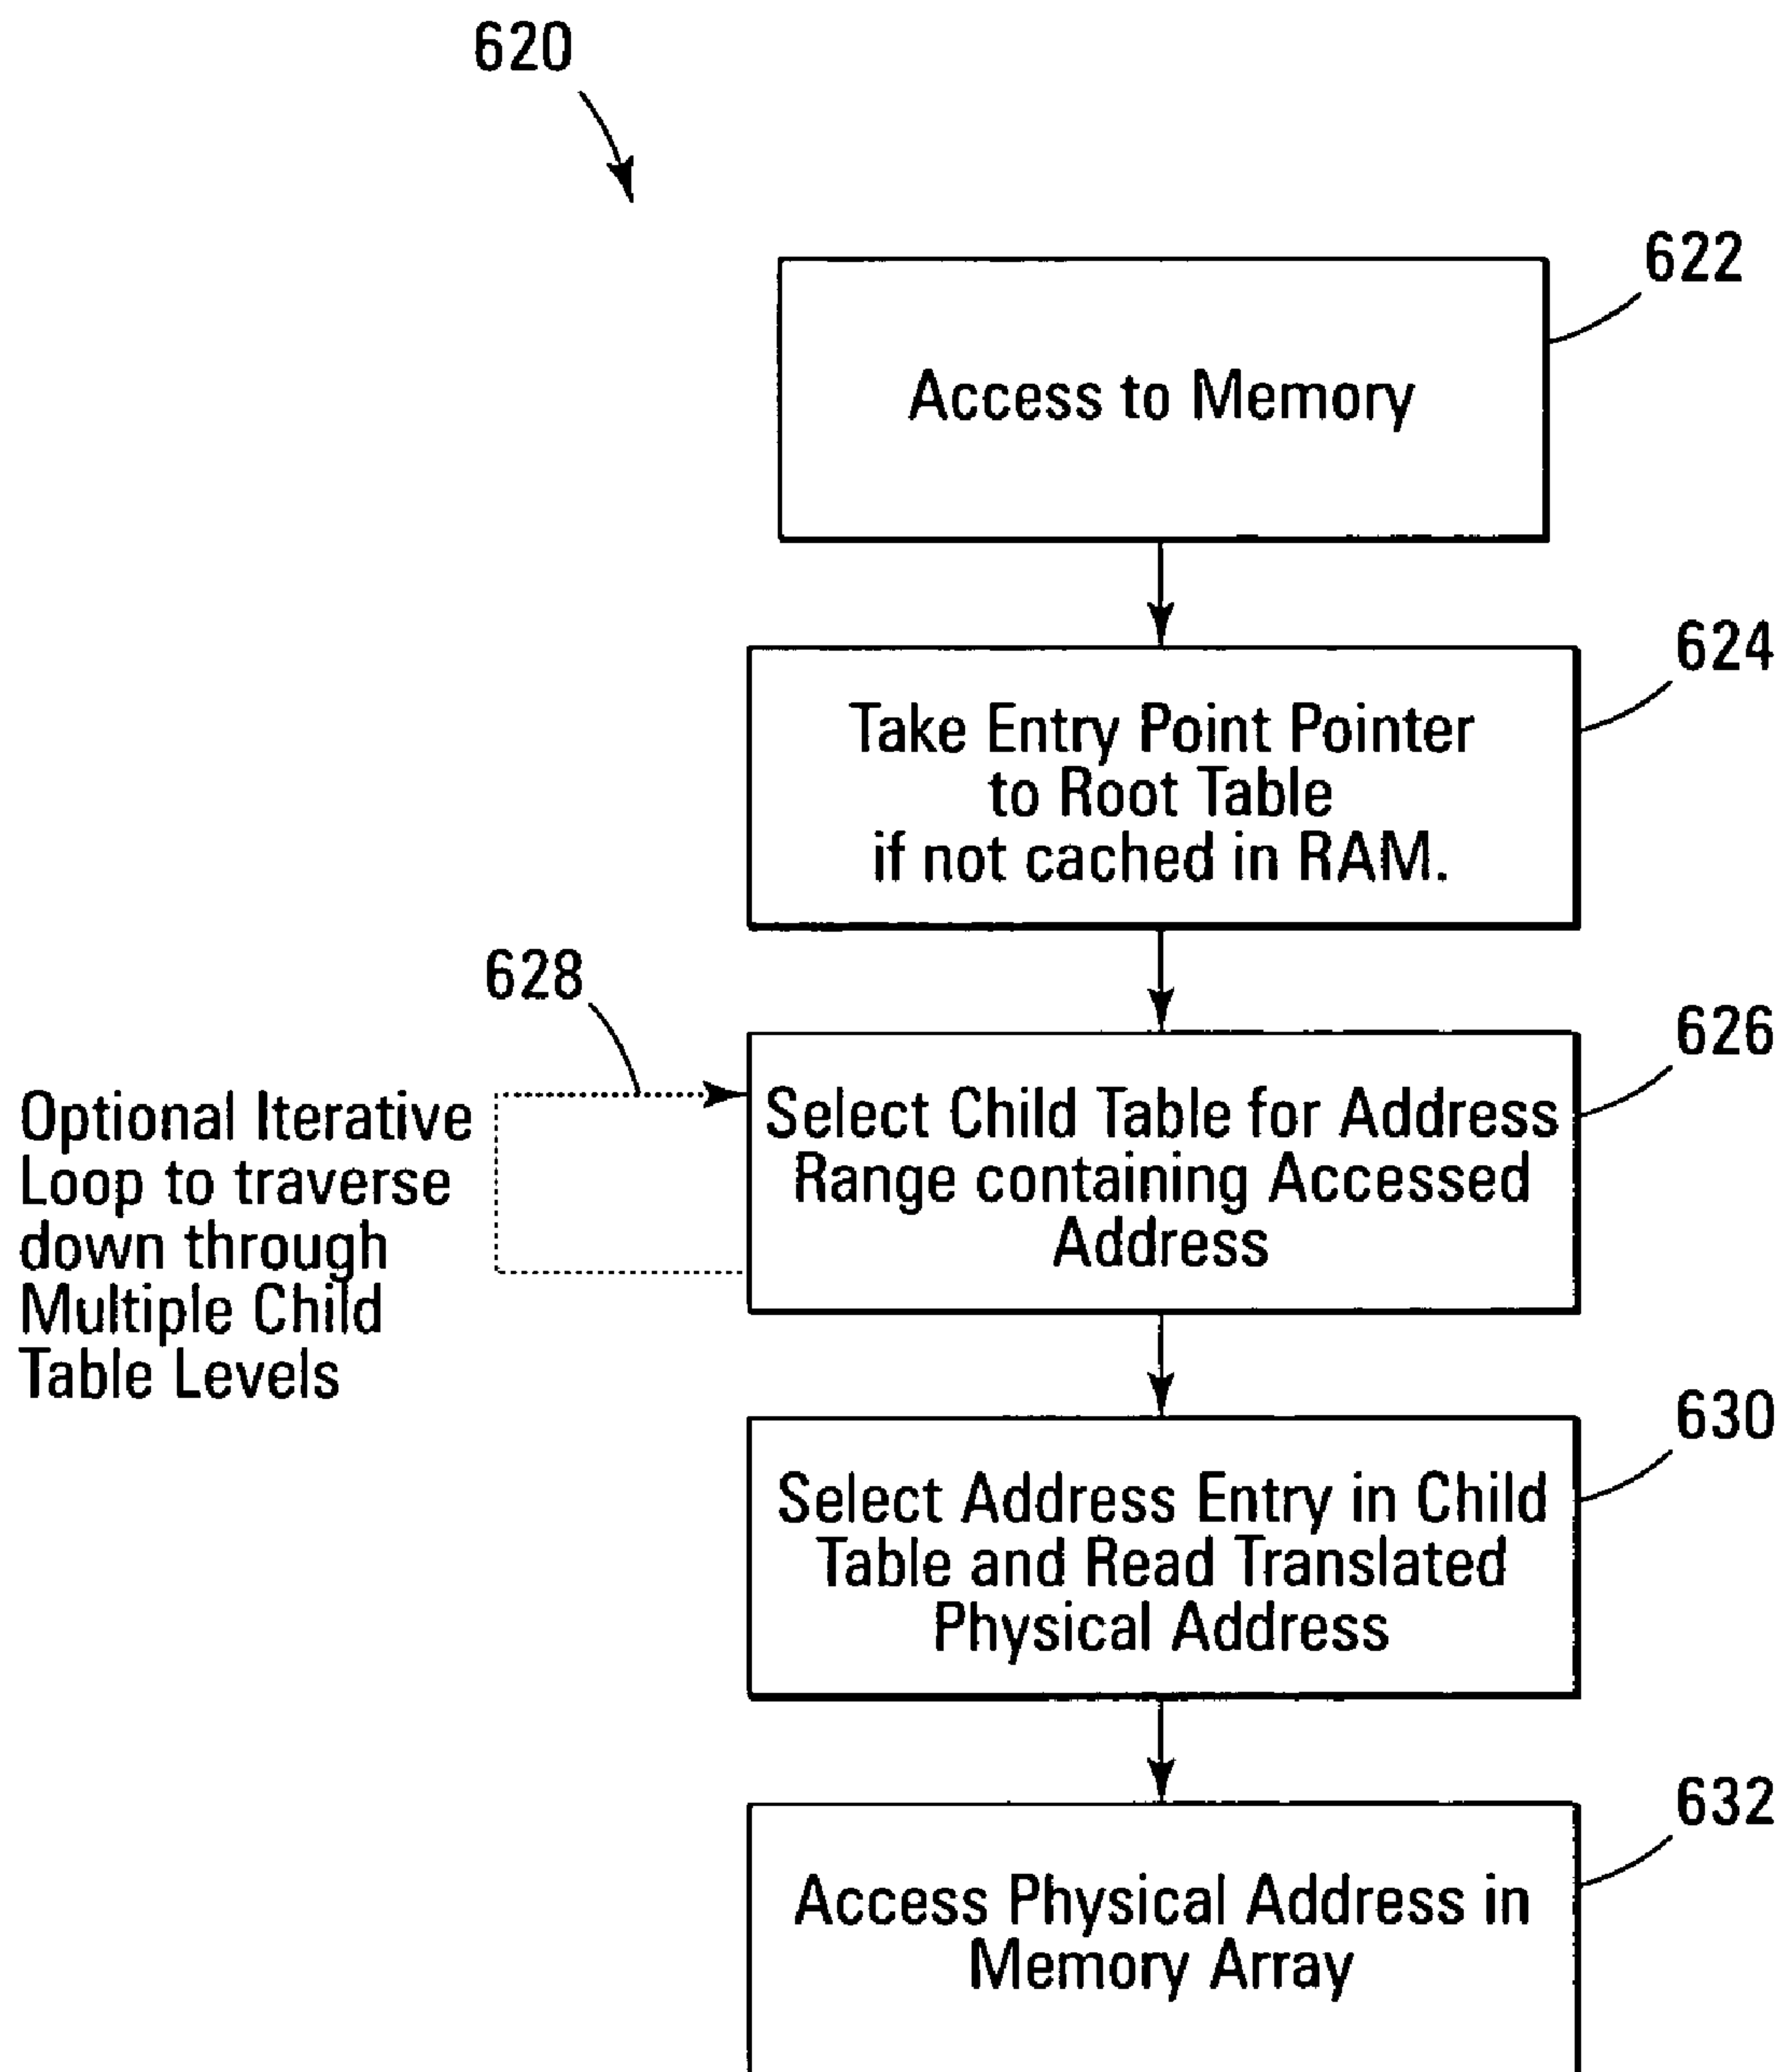 620
622
Access to Memory
624
Take Entry Point Pointer
to Root Table
if not cached in RAM.
628
626
Optional Iterative
Loop to traverse
down through
Multiple Child
Table Levels
Select Child Table for Address
Range containing Accessed
Address
630
Select Address Entry in Child
Table and Read Translated
Physical Address
632
Access Physical Address in
Memory Array